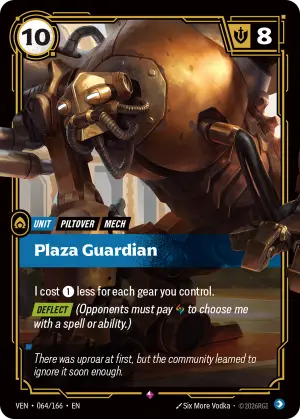 10
8
UNIT PILTOVER MECH
Plaza Guardian
I cost 1 less for each gear you control.
DEFLECT (Opponents must pay to choose me
with a spell or ability.)
There was uproar at first, but the community learned to
ignore it soon enough.
VEN • 064/166 • EN
Six More Vodka • ©2026RGI